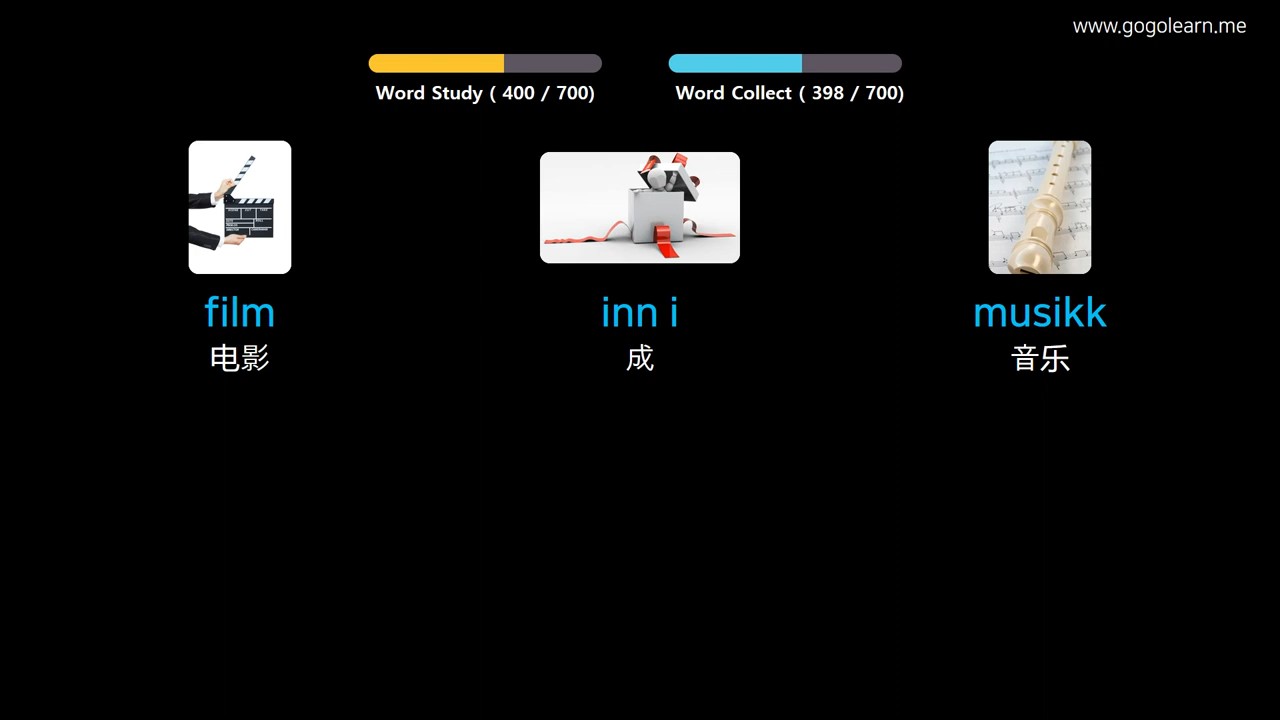 www.gogolearn.me
Word Study ( 400 / 700)
Word Collect ( 398 / 700)
film
inn i
musikk
电影
成
音乐